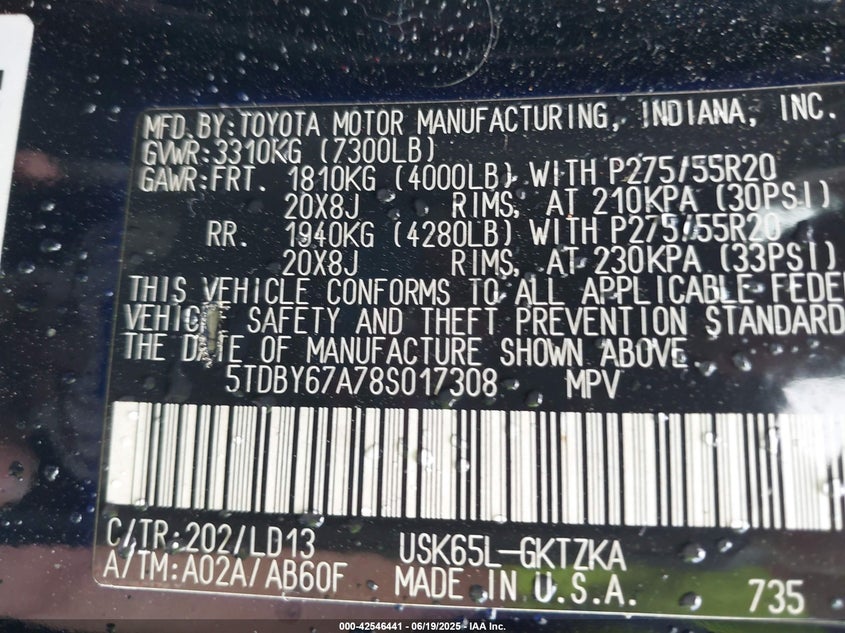 MFD.BY:TOYOTA MOTOR MANUFACTURING, INDIANA, INC.
GVWR:3310KG (7300LB)
GAWR:FRT. 1810KG (4000LB) WITH P275/55R20
20X8J RIMS, AT 210KPA (30PSI)
RR. 1940KG (4280LB) WITH P275/55R20
20X8J RIMS, AT 230KPA (33PSI)
THIS VEHICLE CONFORMS TO ALL APPLICABLE FEDE
VEHICLE SAFETY AND THEFT PREVENTION STANDARD
THE DATE OF MANUFACTURE SHOWN ABOVE.
5TDBY67A78S017308 MPV
C/TR:202/LD13 USK65L-GKTZKA
A/TM:A02A/AB60F MADE IN U.S.A. 735
000-42546441 - 06/19/2025 - IAA Inc.